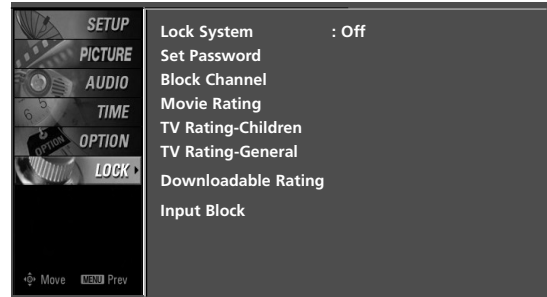 SETUP
PICTURE
AUDIO
TIME
OPTION
LOCK
Lock System : Off
Set Password
Block Channel
Movie Rating
TV Rating-Children
TV Rating-General
Downloadable Rating
Input Block
Move MENU Prev